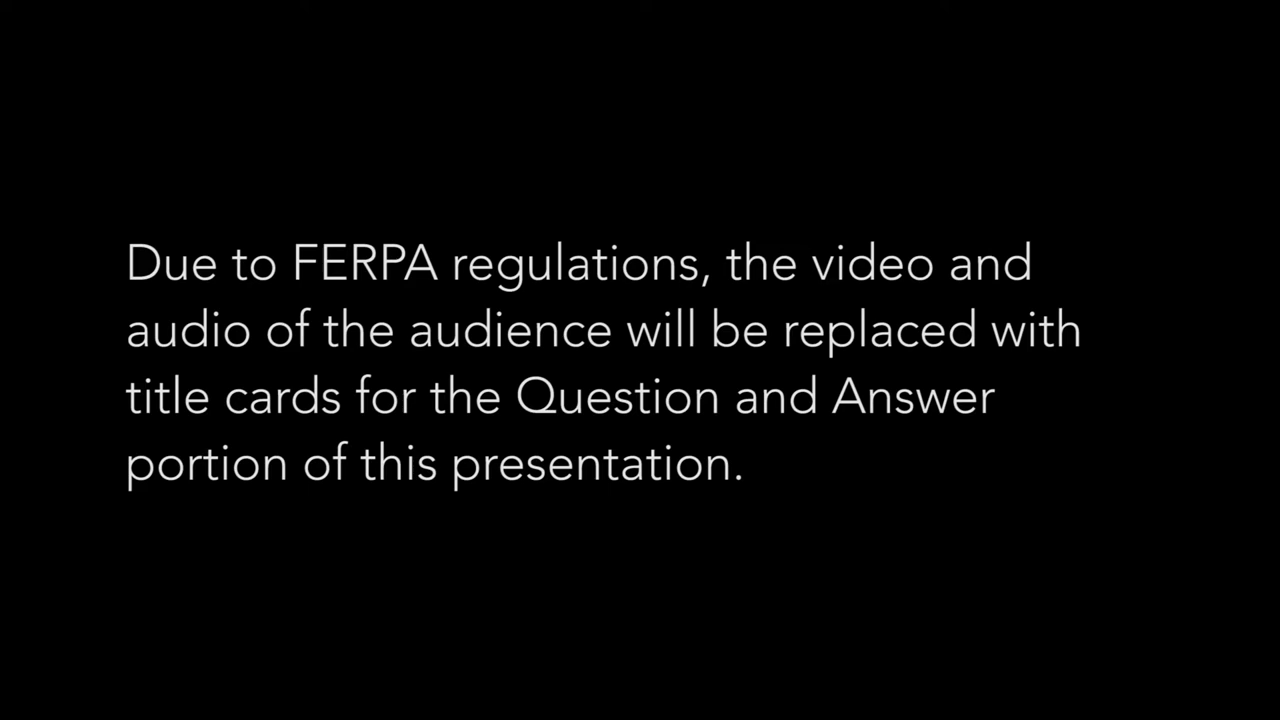 Due to FERPA regulations, the video and
audio of the audience will be replaced with
title cards for the Question and Answer
portion of this presentation.